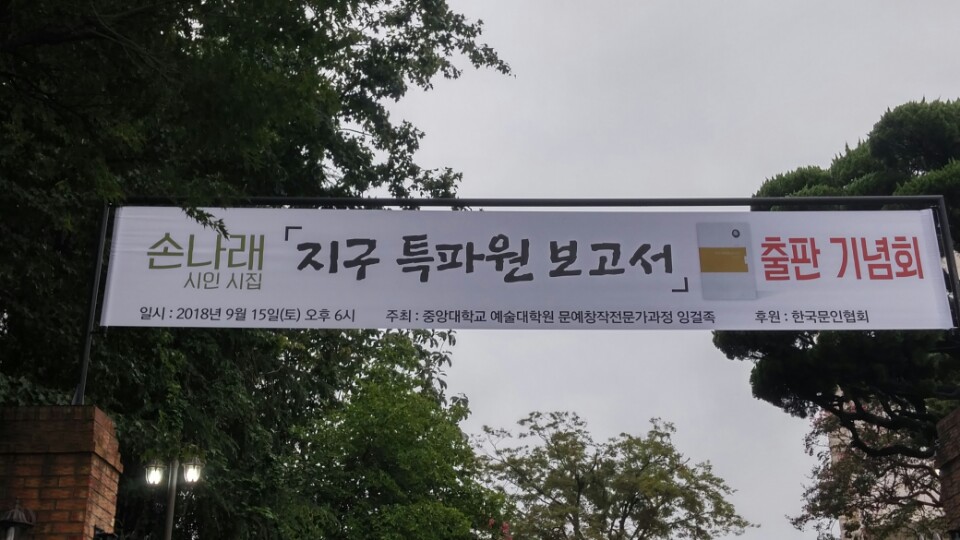 손나래
시인 시집
「지구 특파원 보고서」
출판 기념회
일시 : 2018년 9월 15일(토) 오후 6시
주최 : 중앙대학교 예술대학원 문예창작전문가과정 잉걸족
후원 : 한국문인협회